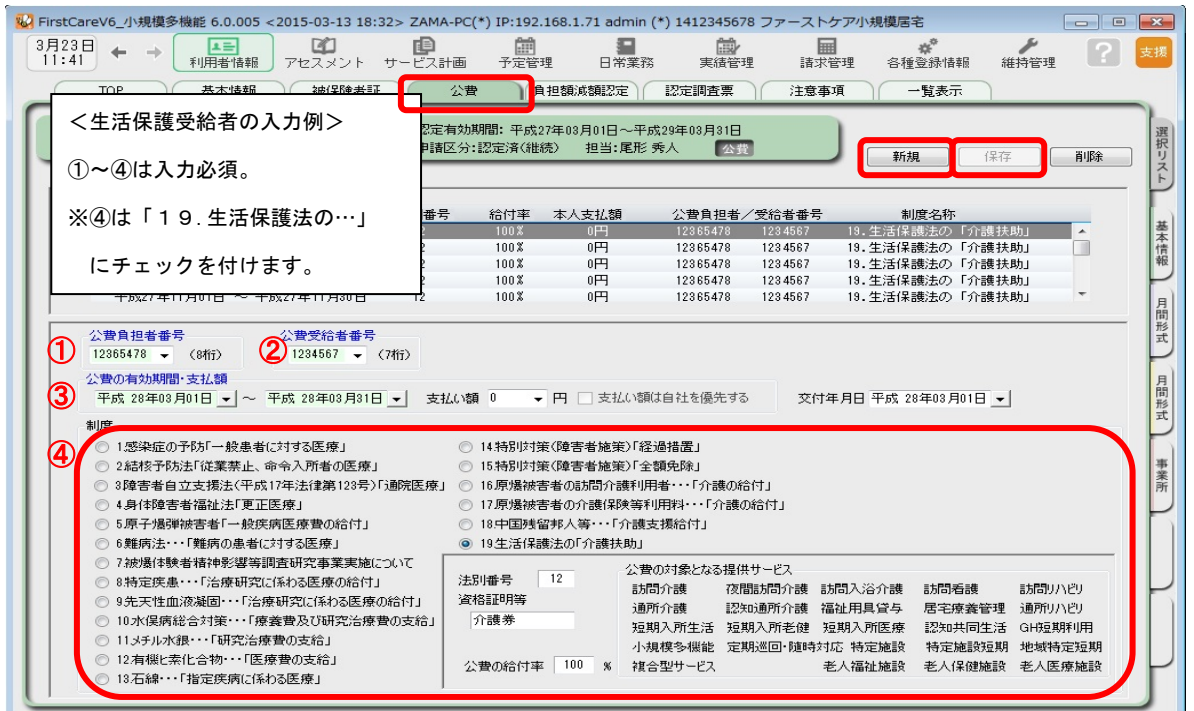 FirstCareV6_小規模多機能 6.0.005 <2015-03-13 18:32> ZAMA-PC(*) IP:192.168.1.71 admin (*) 1412345678 ファーストケア小規模居宅
3月23日
11:41
利用者情報 アセスメント サービス計画 予定管理 日常業務 実績管理 請求管理 各種登録情報 維持管理 ? 支援
TOP 基本情報 被保険者証 公費 負担額減額認定 認定調査票 注意事項 一覧表示
<生活保護受給者の入力例>
①~④は入力必須。
※④は「19.生活保護法の…」
にチェックを付けます。
認定有効期間: 平成27年03月01日~平成29年03月31日
申請区分:認定済(継続) 担当:尾形 秀人 公費
新規 保存 削除
番号 給付率 本人支払額 公費負担者/受給者番号 制度名称
2 100% 0円 12365478 1234567 19.生活保護法の「介護扶助」
2 100% 0円 12365478 1234567 19.生活保護法の「介護扶助」
2 100% 0円 12365478 1234567 19.生活保護法の「介護扶助」
2 100% 0円 12365478 1234567 19.生活保護法の「介護扶助」
平成27年11月01日 ~ 平成27年11月30日 12 100% 0円 12365478 1234567 19.生活保護法の「介護扶助」
選択リスト
基本情報
月間形式
月間形式
事業所
公費負担者番号 公費受給者番号
① 12365478 (8桁) ② 1234567 (7桁)
公費の有効期間・支払額
③ 平成 28年03月01日 ~ 平成 28年03月31日 支払い額 0 円 支払い額は自社を優先する 交付年月日 平成 28年03月01日
制度
④
1.感染症の予防「一般患者に対する医療」
2.結核予防法「従業禁止、命令入所者の医療」
3.障害者自立支援法(平成17年法律第123号)「通院医療」
4.身体障害者福祉法「更正医療」
5.原子爆弾被害者「一般疾病医療費の給付」
6.難病法・・・「難病の患者に対する医療」
7.被爆体験者精神影響等調査研究事業実施について
8.特定疾患・・・「治療研究に係わる医療の給付」
9.先天性血液凝固・・・「治療研究に係わる医療の給付」
10.水俣病総合対策・・・「療養費及び研究治療費の支給」
11.メチル水銀・・・「研究治療費の支給」
12.有機ヒ素化合物・・・「医療費の支給」
13.石綿・・・「指定疾病に係わる医療」
14.特別対策(障害者施策)「経過措置」
15.特別対策(障害者施策)「全額免除」
16.原爆被害者の訪問介護利用者・・・「介護の給付」
17.原爆被害者の介護保険等利用料・・・「介護の給付」
18.中国残留邦人等・・・「介護支援給付」
19.生活保護法の「介護扶助」
法別番号 12
資格証明等
介護券
公費の給付率 100 %
公費の対象となる提供サービス
訪問介護 夜間訪問介護 訪問入浴介護 訪問看護 訪問リハビリ
通所介護 認知通所介護 福祉用具貸与 居宅療養管理 通所リハビリ
短期入所生活 短期入所老健 短期入所医療 認知共同生活 GH短期利用
小規模多機能 定期巡回・随時対応 特定施設 特定施設短期 地域特定短期
複合型サービス 老人福祉施設 老人保健施設 老人医療施設